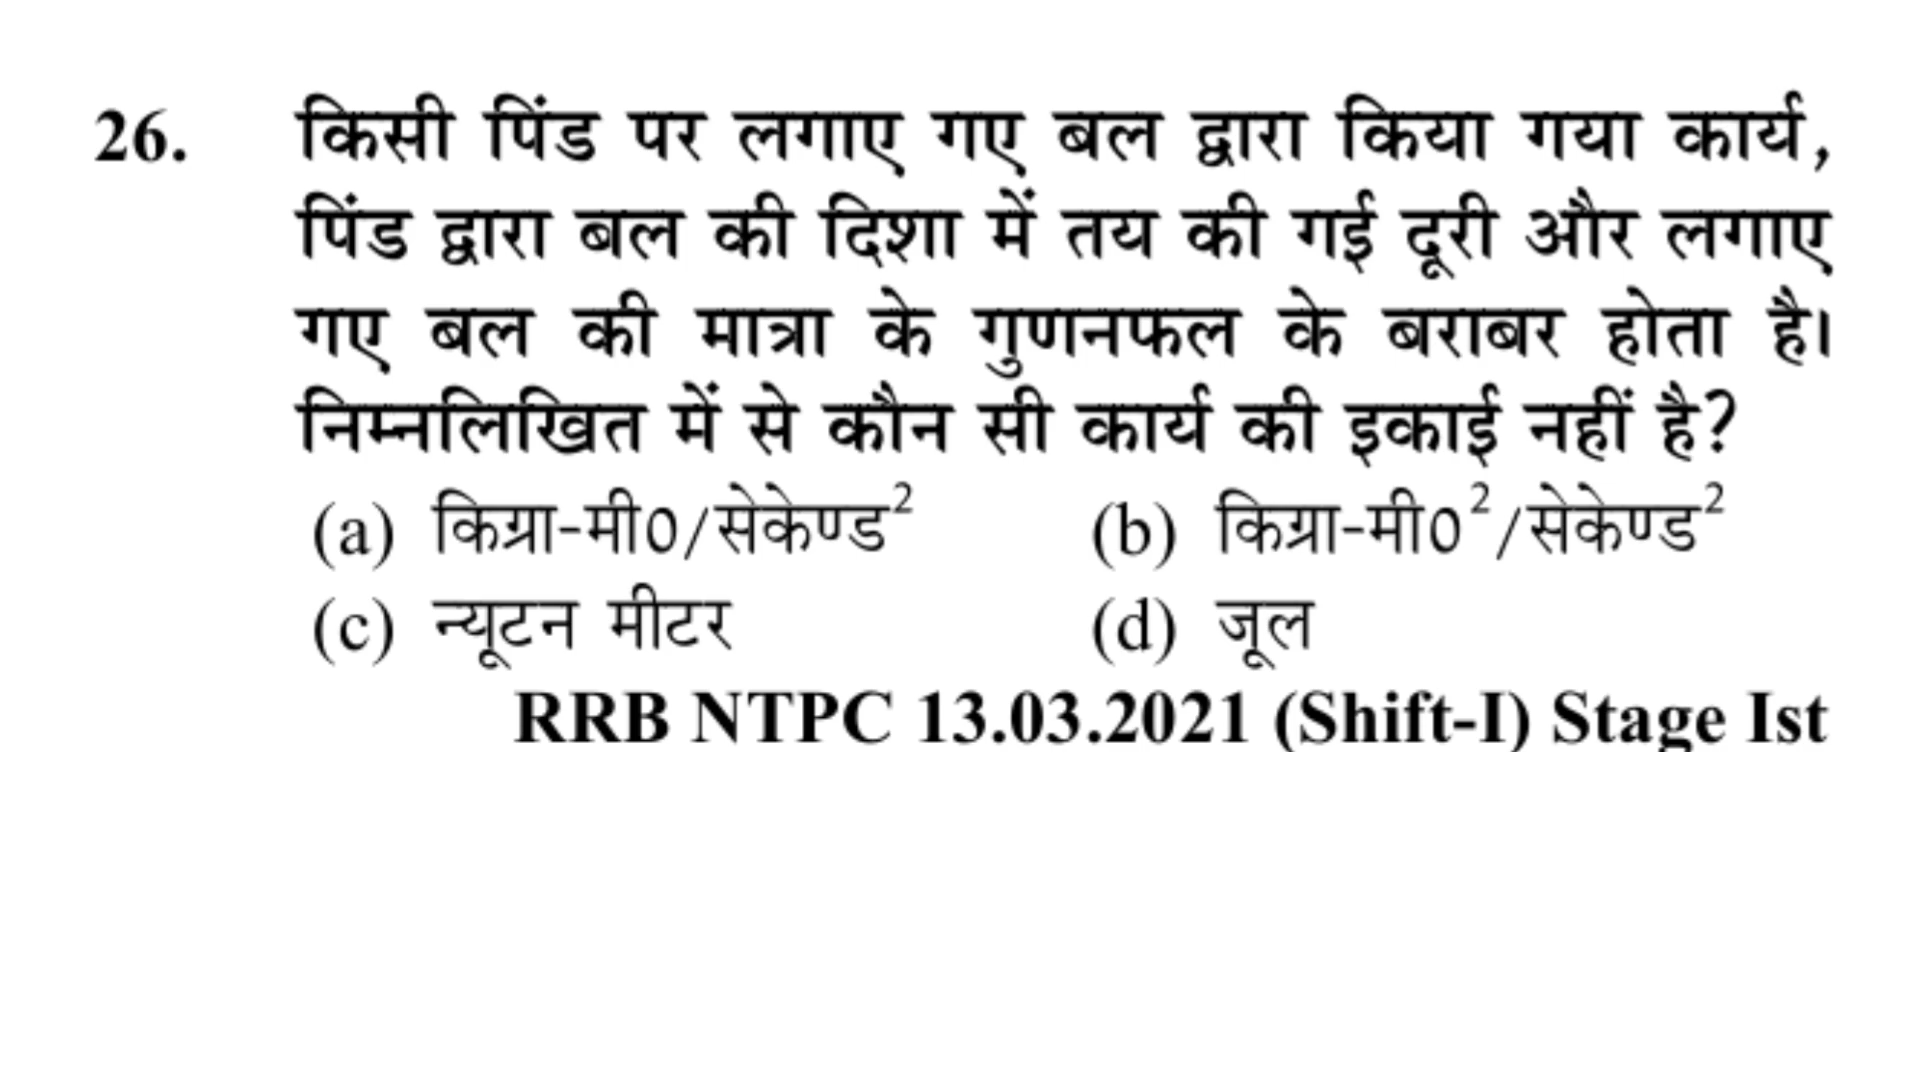 26. किसी पिंड पर लगाए गए बल द्वारा किया गया कार्य,
पिंड द्वारा बल की दिशा में तय की गई दूरी और लगाए
गए बल की मात्रा के गुणनफल के बराबर होता है।
निम्नलिखित में से कौन सी कार्य की इकाई नहीं है?
(a) किग्रा-मी0/सेकेण्ड² (b) किग्रा-मी0²/सेकेण्ड²
(c) न्यूटन मीटर (d) जूल
RRB NTPC 13.03.2021 (Shift-I) Stage Ist